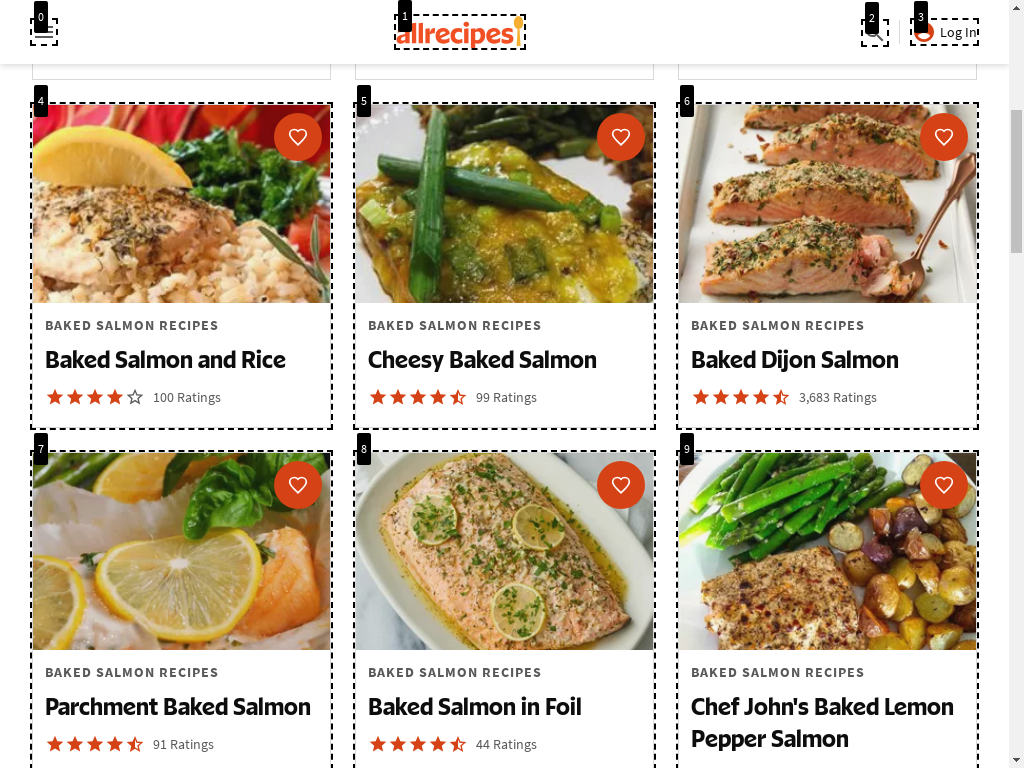 0
1
2
3
allrecipes
Log In
4
5
6
BAKED SALMON RECIPES
Baked Salmon and Rice
100 Ratings
BAKED SALMON RECIPES
Cheesy Baked Salmon
99 Ratings
BAKED SALMON RECIPES
Baked Dijon Salmon
3,683 Ratings
7
8
9
BAKED SALMON RECIPES
Parchment Baked Salmon
91 Ratings
BAKED SALMON RECIPES
Baked Salmon in Foil
44 Ratings
BAKED SALMON RECIPES
Chef John's Baked Lemon
Pepper Salmon